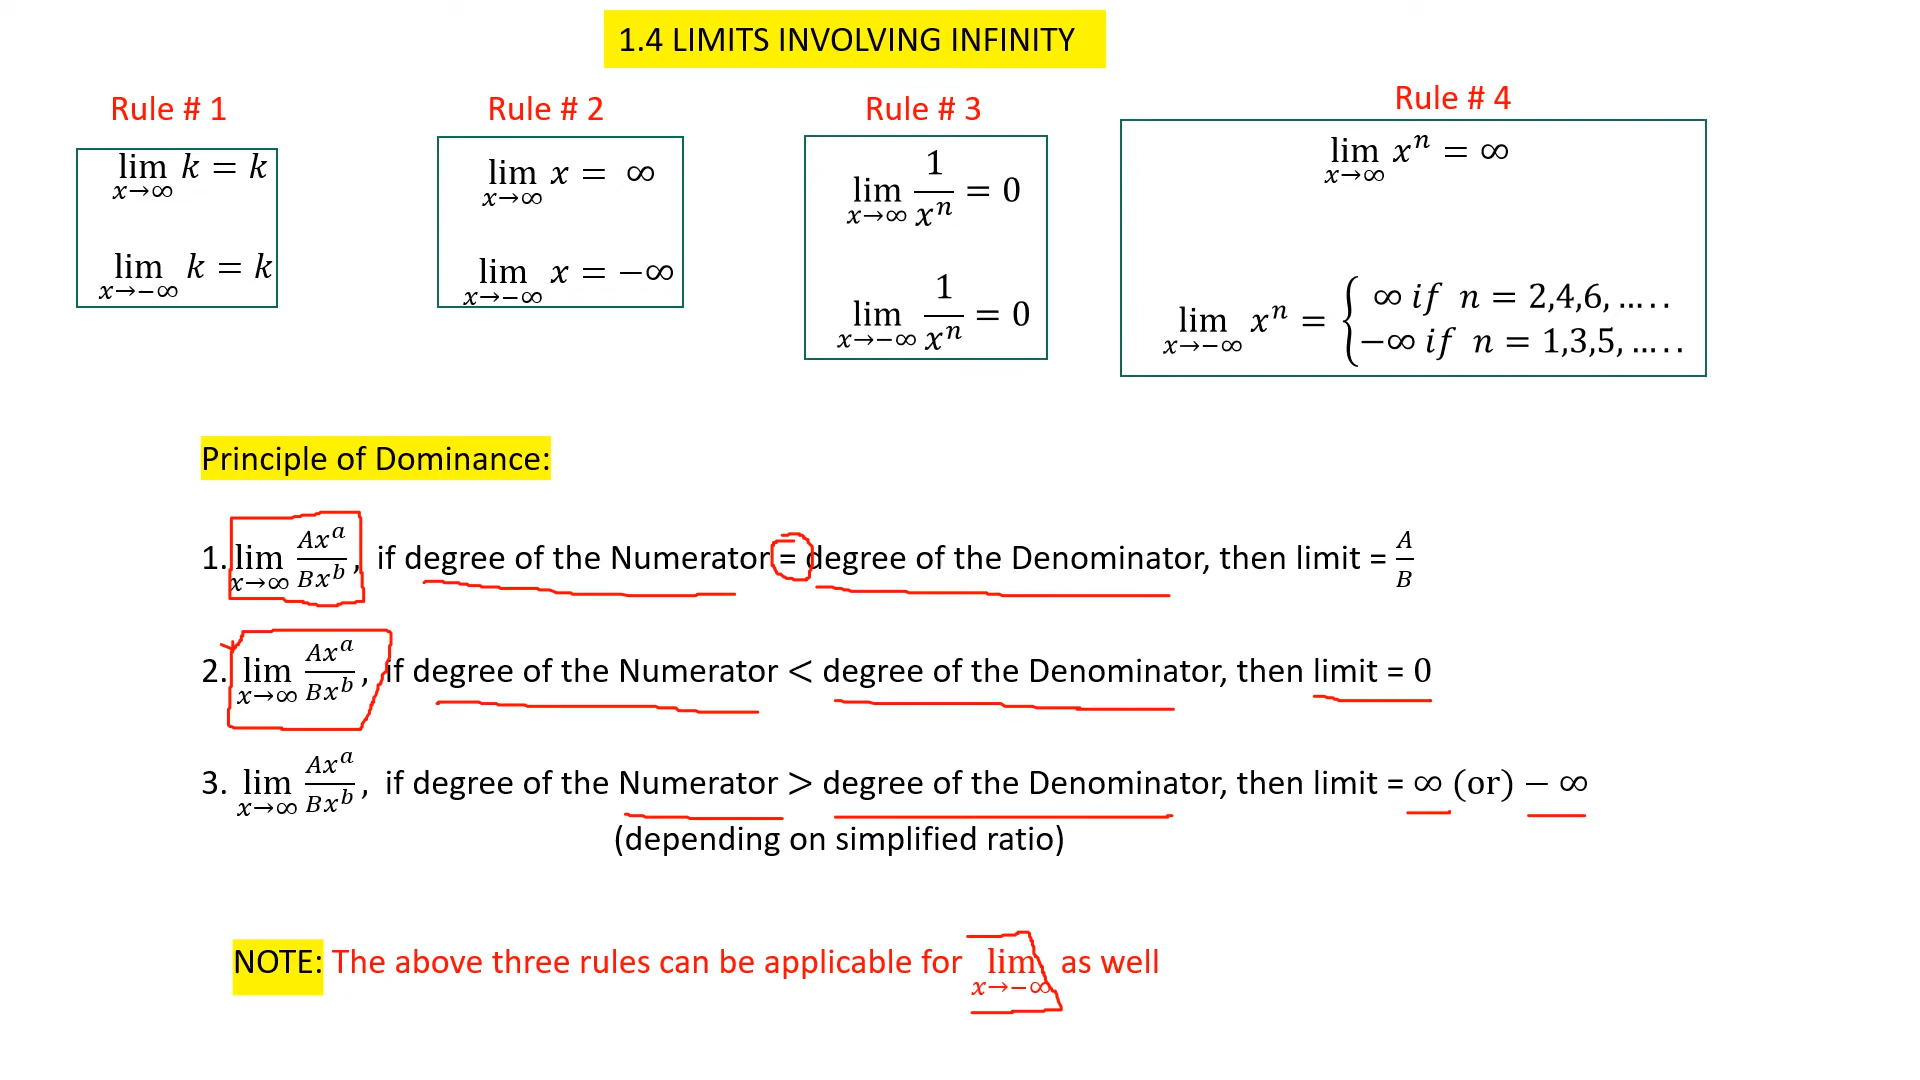 1.4 LIMITS INVOLVING INFINITY
Rule # 1
lim x→∞ k = k
lim x→−∞ k = k
Rule # 2
lim x→∞ x = ∞
lim x→−∞ x = −∞
Rule # 3
lim x→∞ 1/xⁿ = 0
lim x→−∞ 1/xⁿ = 0
Rule # 4
lim x→∞ xⁿ = ∞
lim x→−∞ xⁿ = { ∞ if n = 2,4,6, …..
−∞ if n = 1,3,5, …..
Principle of Dominance:
1. lim x→∞ Axᵃ/Bxᵇ, if degree of the Numerator = degree of the Denominator, then limit = A/B
2. lim x→∞ Axᵃ/Bxᵇ, if degree of the Numerator < degree of the Denominator, then limit = 0
3. lim x→∞ Axᵃ/Bxᵇ, if degree of the Numerator > degree of the Denominator, then limit = ∞ (or) − ∞
(depending on simplified ratio)
NOTE: The above three rules can be applicable for lim x→−∞ as well